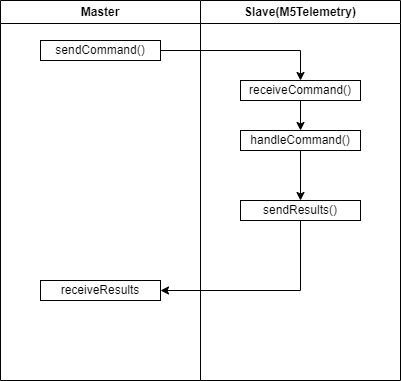 Master
Slave(M5Telemetry)
sendCommand()
receiveCommand()
handleCommand()
sendResults()
receiveResults